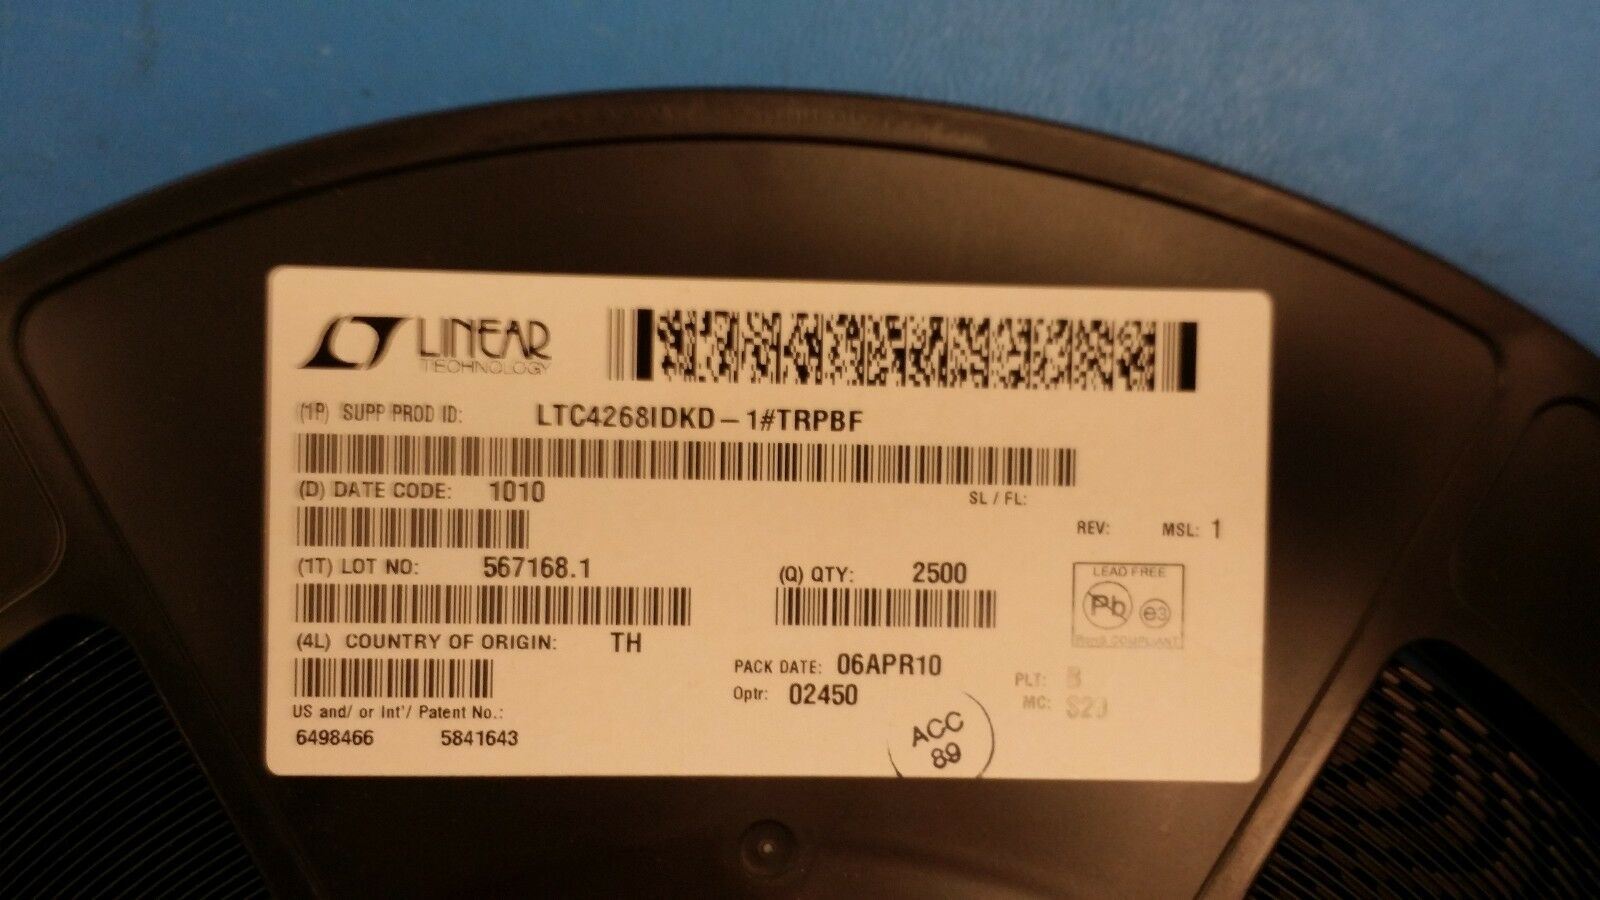 LINEAR
TECHNOLOGY
(1P) SUPP PROD ID: LTC4268IDKD-1#TRPBF
(D) DATE CODE: 1010
SL / FL:
REV: MSL: 1
(1T) LOT NO: 567168.1
(Q) QTY: 2500
LEAD FREE
Pb e3
RoHS COMPLIANT
(4L) COUNTRY OF ORIGIN: TH
PACK DATE: 06APR10
Optr: 02450
PLT:
MC:
US and/ or Int'/ Patent No.:
6498466 5841643
ACC
89